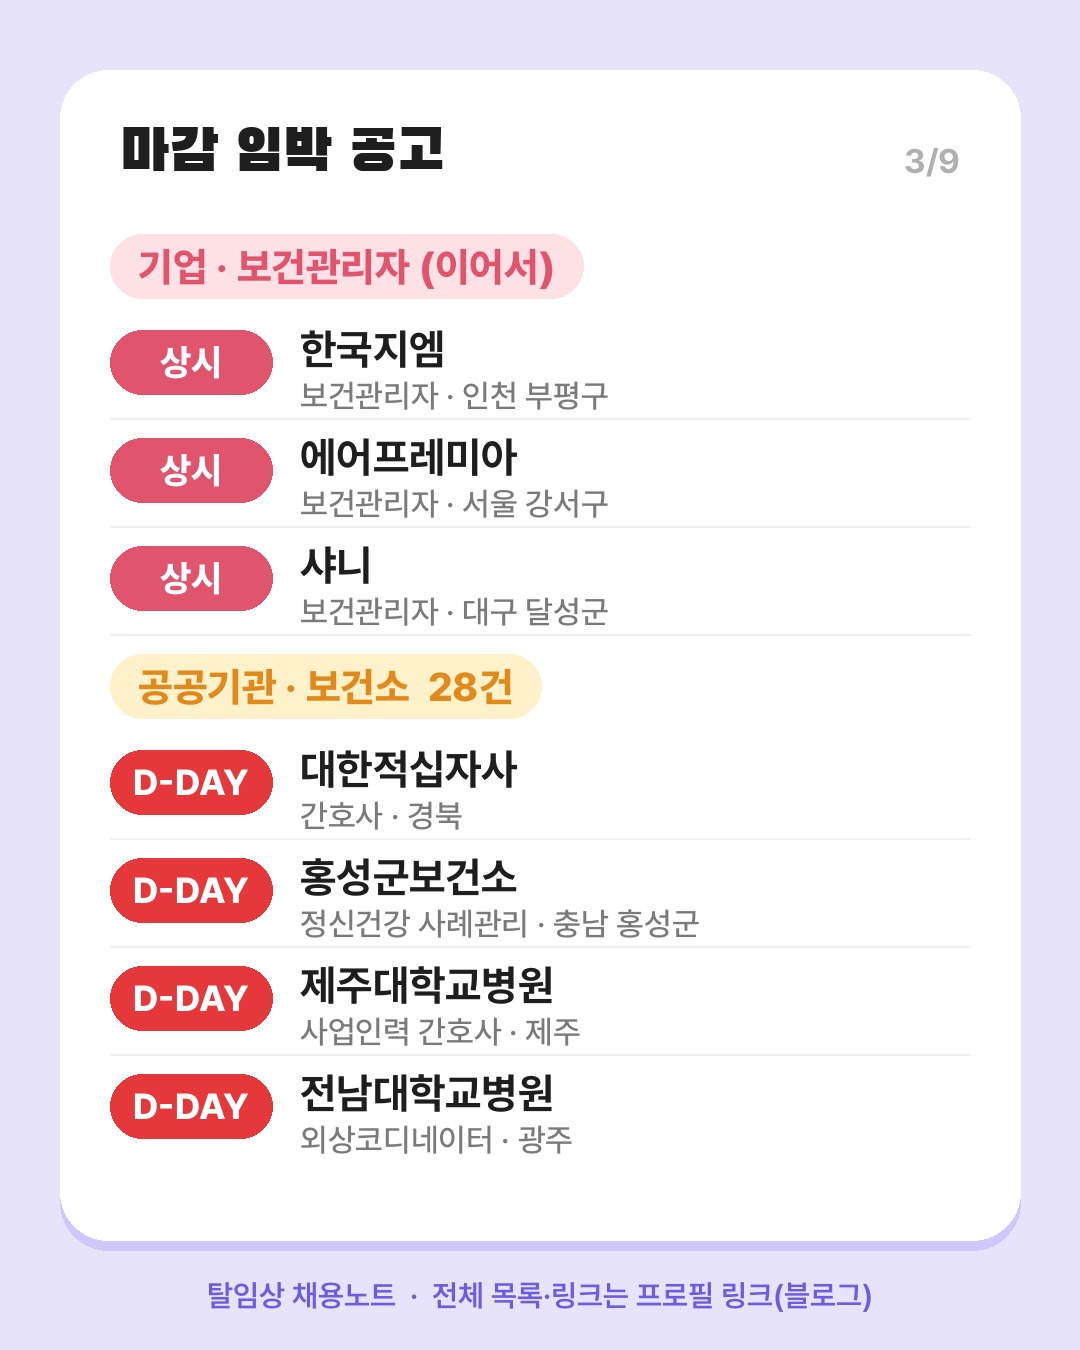 마감 임박 공고
3/9
기업 · 보건관리자 (이어서)
상시
한국지엠
보건관리자 · 인천 부평구
상시
에어프레미아
보건관리자 · 서울 강서구
상시
샤니
보건관리자 · 대구 달성군
공공기관 · 보건소 28건
D-DAY
대한적십자사
간호사 · 경북
D-DAY
홍성군보건소
정신건강 사례관리 · 충남 홍성군
D-DAY
제주대학교병원
사업인력 간호사 · 제주
D-DAY
전남대학교병원
외상코디네이터 · 광주
탈임상 채용노트 · 전체 목록·링크는 프로필 링크(블로그)